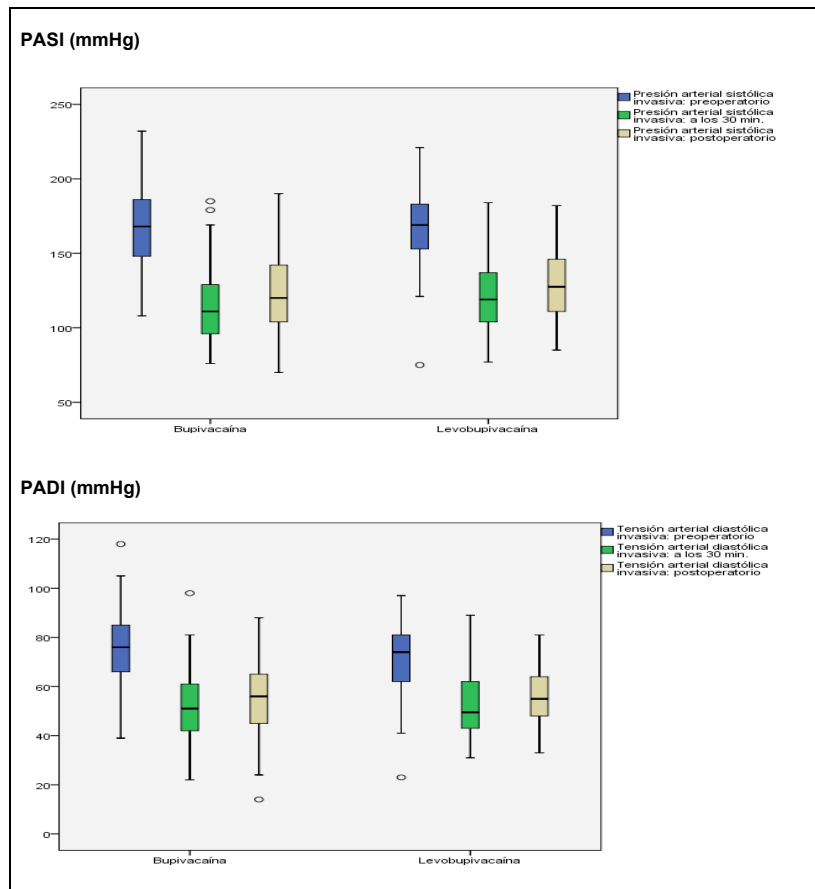 PASI (mmHg)
Presión arterial sistólica
invasiva: preoperatorio
Presión arterial sistólica
invasiva: a los 30 min.
Presión arterial sistólica
invasiva: postoperatorio
250
200
150
100
50
Bupivacaína
Levobupivacaína
PADI (mmHg)
Tensión arterial diastólica
invasiva: preoperatorio
Tensión arterial diastólica
invasiva: a los 30 min.
Tensión arterial diastólica
invasiva: postoperatorio
120
100
80
60
40
20
0
Bupivacaína
Levobupivacaína